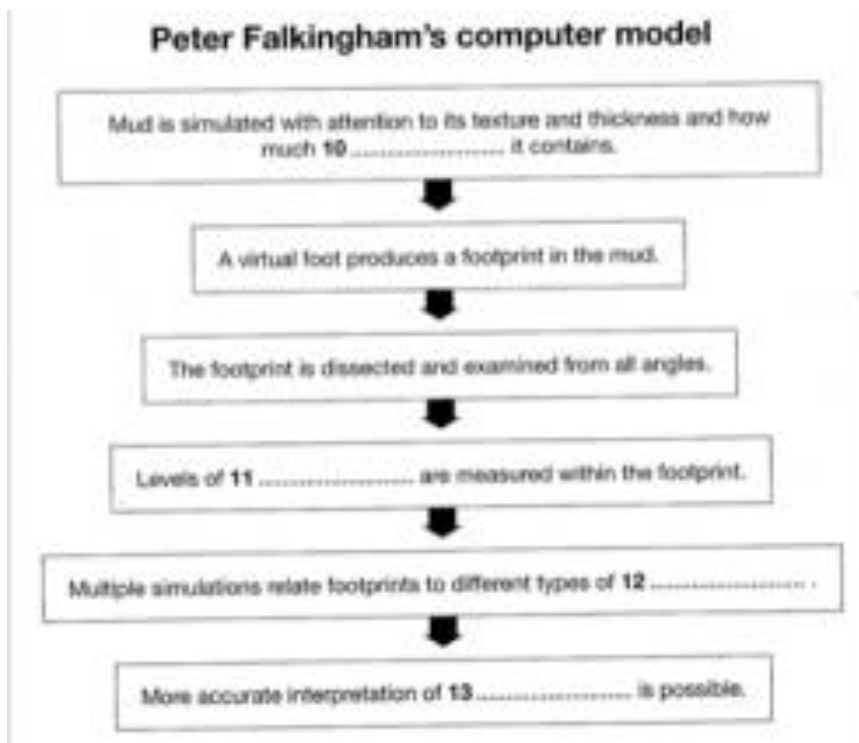 Peter Falkingham's computer model
Mud is simulated with attention to its texture and thickness and how
much 10 ........................ it contains.
A virtual foot produces a footprint in the mud.
The footprint is dissected and examined from all angles.
Levels of 11 ........................ are measured within the footprint.
Multiple simulations relate footprints to different types of 12 ........................ .
More accurate interpretation of 13 ........................ is possible.